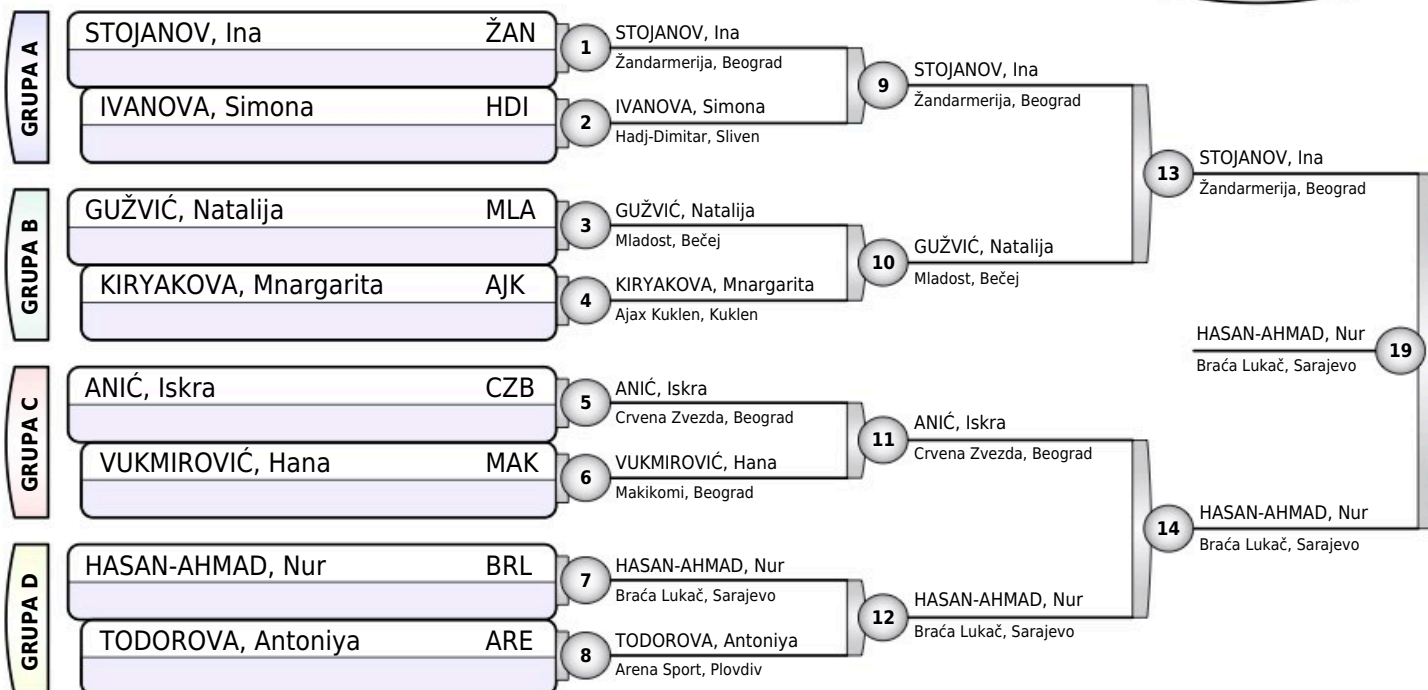 GRUPA A
STOJANOV, Ina ŽAN
IVANOVA, Simona HDI
1
STOJANOV, Ina
Žandarmerija, Beograd
2
IVANOVA, Simona
Hadj-Dimitar, Sliven
9
STOJANOV, Ina
Žandarmerija, Beograd
13
STOJANOV, Ina
Žandarmerija, Beograd
GRUPA B
GUŽVIĆ, Natalija MLA
KIRYAKOVA, Mnargarita AJK
3
GUŽVIĆ, Natalija
Mladost, Bečej
4
KIRYAKOVA, Mnargarita
Ajax Kuklen, Kuklen
10
GUŽVIĆ, Natalija
Mladost, Bečej
HASAN-AHMAD, Nur
Braća Lukač, Sarajevo
19
GRUPA C
ANIĆ, Iskra CZB
VUKMIROVIĆ, Hana MAK
5
ANIĆ, Iskra
Crvena Zvezda, Beograd
6
VUKMIROVIĆ, Hana
Makikomi, Beograd
11
ANIĆ, Iskra
Crvena Zvezda, Beograd
14
HASAN-AHMAD, Nur
Braća Lukač, Sarajevo
GRUPA D
HASAN-AHMAD, Nur BRL
TODOROVA, Antoniya ARE
7
HASAN-AHMAD, Nur
Braća Lukač, Sarajevo
8
TODOROVA, Antoniya
Arena Sport, Plovdiv
12
HASAN-AHMAD, Nur
Braća Lukač, Sarajevo